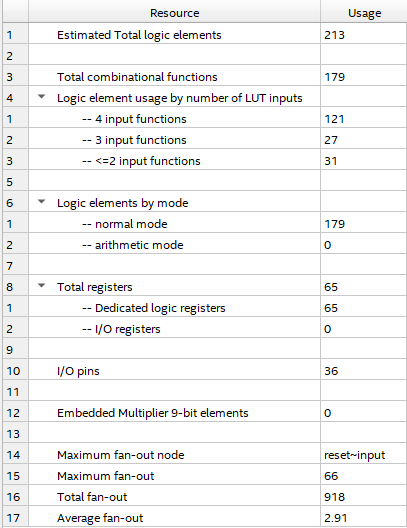 Resource Usage
1 Estimated Total logic elements 213
2
3 Total combinational functions 179
4 Logic element usage by number of LUT inputs
1 -- 4 input functions 121
2 -- 3 input functions 27
3 -- <=2 input functions 31
5
6 Logic elements by mode
1 -- normal mode 179
2 -- arithmetic mode 0
7
8 Total registers 65
1 -- Dedicated logic registers 65
2 -- I/O registers 0
9
10 I/O pins 36
11
12 Embedded Multiplier 9-bit elements 0
13
14 Maximum fan-out node reset~input
15 Maximum fan-out 66
16 Total fan-out 918
17 Average fan-out 2.91